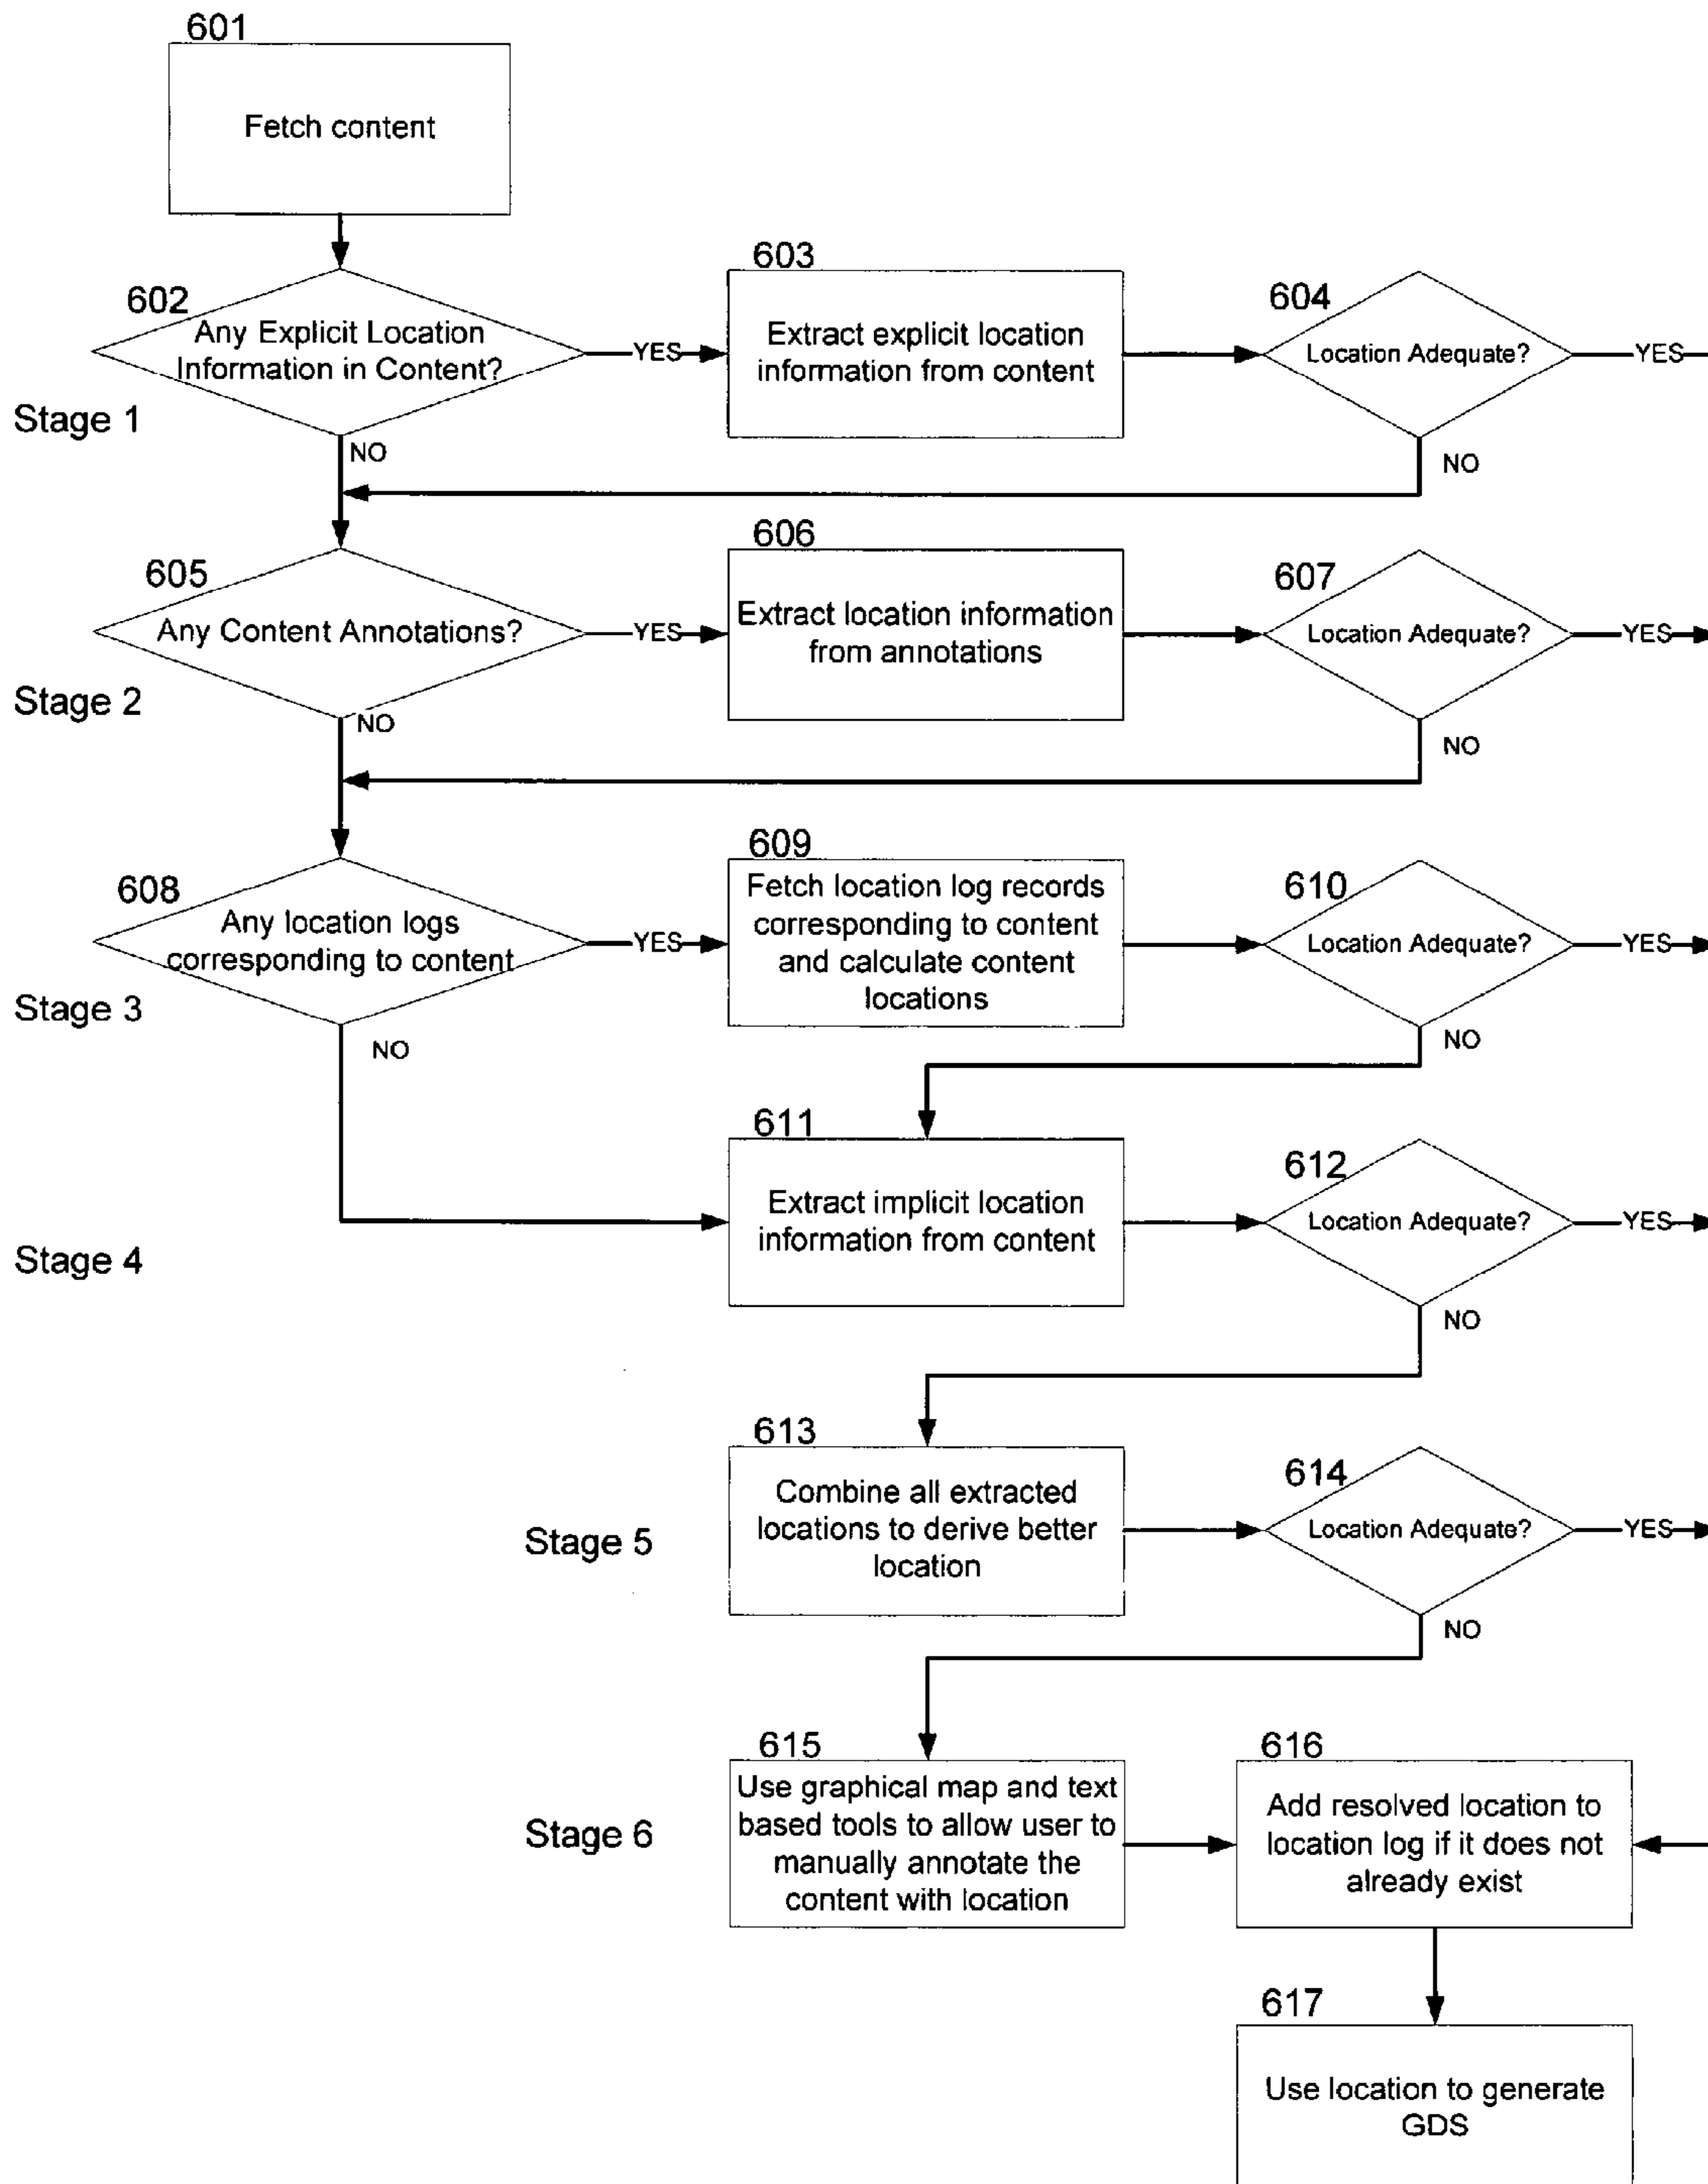 601
Fetch content
602
Any Explicit Location
Information in Content?
YES
603
Extract explicit location
information from content
604
Location Adequate?
YES
Stage 1
NO
NO
605
Any Content Annotations?
YES
606
Extract location information
from annotations
607
Location Adequate?
YES
Stage 2
NO
NO
608
Any location logs
corresponding to content
YES
609
Fetch location log records
corresponding to content
and calculate content
locations
610
Location Adequate?
YES
Stage 3
NO
NO
611
Extract implicit location
information from content
612
Location Adequate?
YES
Stage 4
NO
613
Combine all extracted
locations to derive better
location
614
Location Adequate?
YES
Stage 5
NO
615
Use graphical map and text
based tools to allow user to
manually annotate the
content with location
616
Add resolved location to
location log if it does not
already exist
Stage 6
617
Use location to generate
GDS